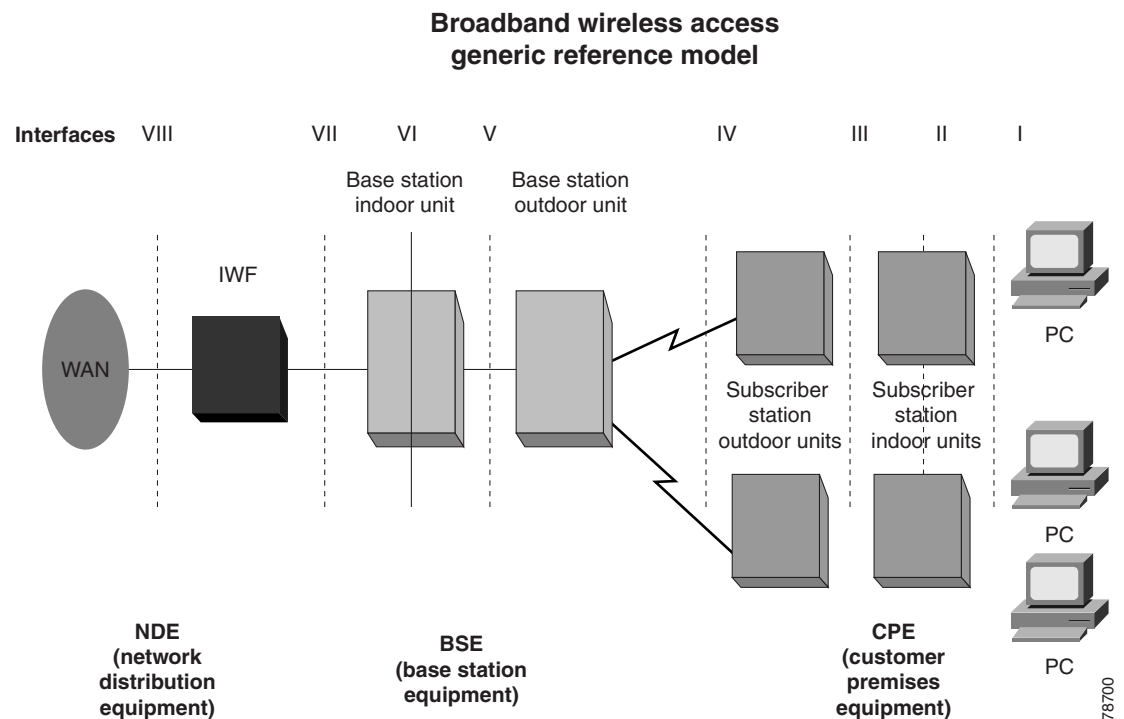 Broadband wireless access
generic reference model
Interfaces VIII VII VI V IV III II I
Base station
indoor unit
Base station
outdoor unit
IWF
WAN
PC
Subscriber
station
outdoor units
Subscriber
station
indoor units
PC
PC
NDE
(network
distribution
equipment)
BSE
(base station
equipment)
CPE
(customer
premises
equipment)
78700